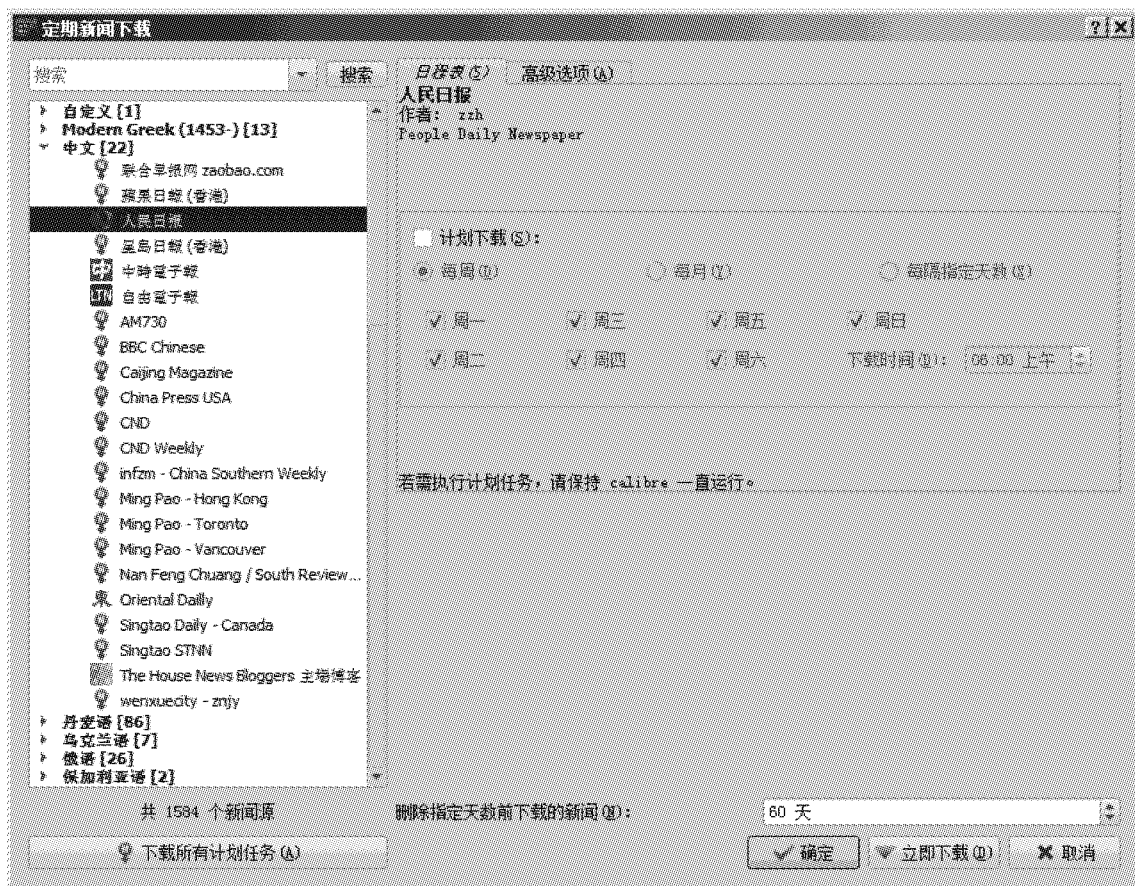 定期新闻下载
搜索
搜索
自定义 [1]
Modern Greek (1453-) [13]
中文 [22]
联合早报网 zaobao.com
蘋果日報 (香港)
人民日报
星岛日報 (香港)
中時電子報
自由電子報
AM730
BBC Chinese
Caijing Magazine
China Press USA
CND
CND Weekly
infzm - China Southern Weekly
Ming Pao - Hong Kong
Ming Pao - Toronto
Ming Pao - Vancouver
Nan Feng Chuang / South Review...
Oriental Dailly
Singtao Daily - Canada
Singtao STNN
The House News Bloggers 主場博客
wenxuecity - znjy
丹麦语 [86]
乌克兰语 [7]
俄语 [26]
保加利亚语 [2]
共 1584 个新闻源
下载所有计划任务(A)
日程表(S) 高级选项(A)
人民日报
作者: zzh
People Daily Newspaper
计划下载(S):
每周(D) 每月(Y) 每隔指定天数(X)
周一 周三 周五 周日
周二 周四 周六 下载时间(D): 06:00 上午
若需执行计划任务，请保持 calibre 一直运行。
删除指定天数前下载的新闻(N): 60 天
确定 立即下载(D) 取消